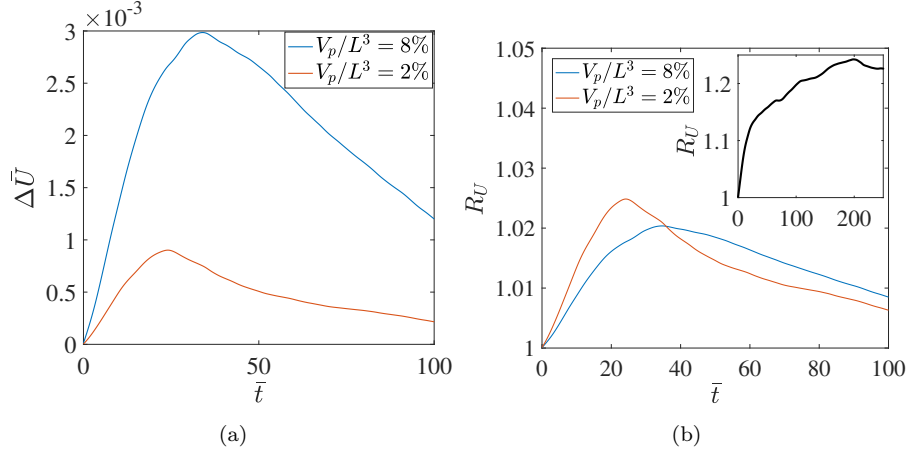 ×10⁻³
3
2.5
2
1.5
1
0.5
0
0
50
100
ΔŪ
t̄
V_p/L³ = 8%
V_p/L³ = 2%
(a)
1.05
1.04
1.03
1.02
1.01
1
0
20
40
60
80
100
R_U
t̄
V_p/L³ = 8%
V_p/L³ = 2%
1.2
1.1
1
0
100
200
R_U
(b)